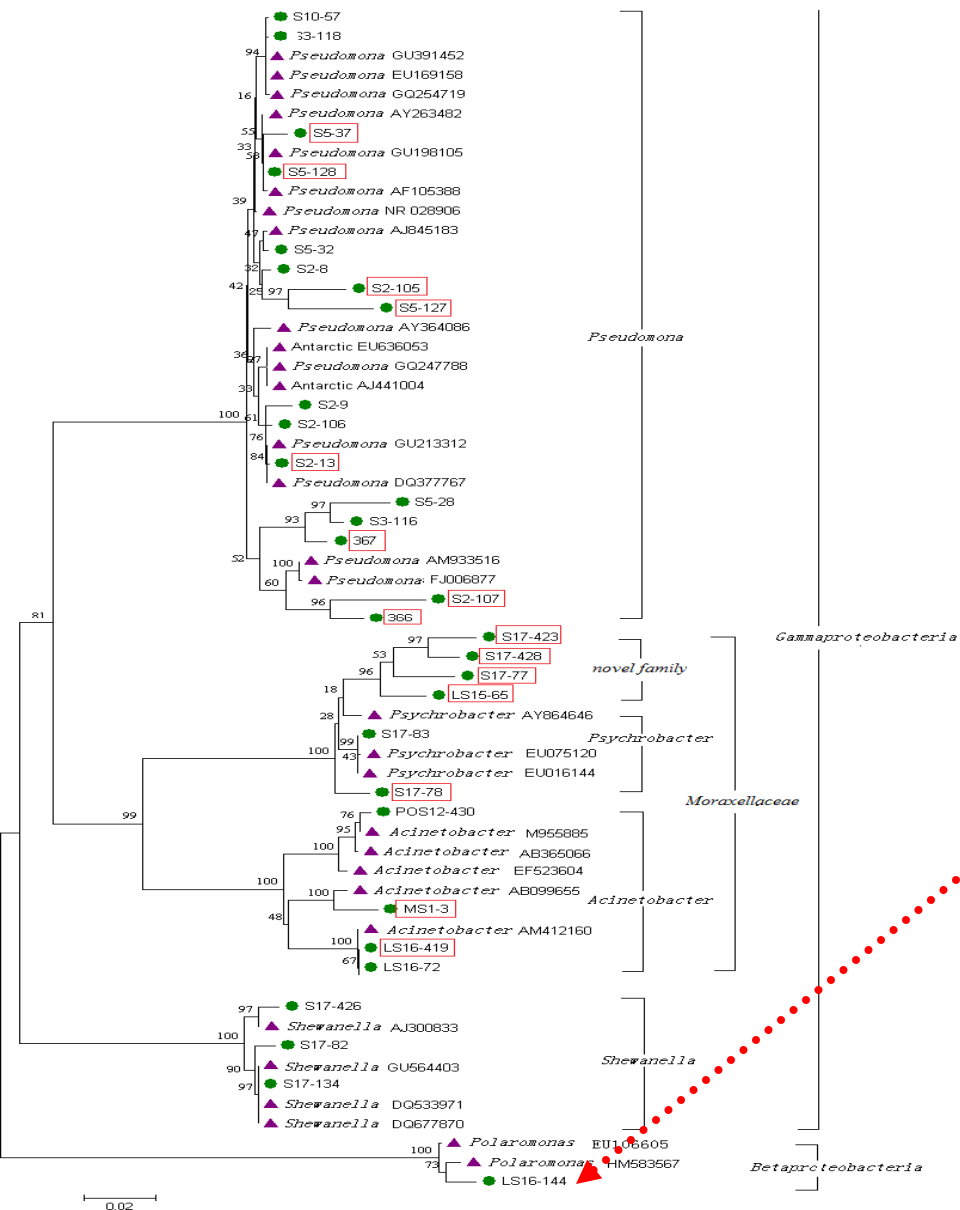 S10-57
S3-118
94
Pseudomona GU391452
Pseudomona EU169158
16
Pseudomona GQ254719
Pseudomona AY263482
55
S5-37
33
Pseudomona GU198105
58
S5-128
Pseudomona AF105388
39
Pseudomona NR 028906
Pseudomona AJ845183
47
S5-32
32
S2-8
42
S2-105
25
97
S5-127
Pseudomona AY364086
Pseudomona
Antarctic EU636053
36
Pseudomona GQ247788
Antarctic AJ441004
33
S2-9
100
61
S2-106
76
Pseudomona GU213312
84
S2-13
Pseudomona DQ377767
S5-28
97
93
S3-116
367
52
Pseudomona AM933516
100
Pseudomona FJ006877
60
S2-107
96
366
81
S17-423
Gammaproteobacteria
97
53
S17-428
novel family
96
S17-77
18
LS15-65
28
Psychrobacter AY864646
S17-83
Psychrobacter
99
100
43
Psychrobacter EU075120
Psychrobacter EU016144
S17-78
Moraxellaceae
99
76
POS12-430
95
Acinetobacter M955885
100
Acinetobacter AB365066
Acinetobacter EF523604
100
100
Acinetobacter AB099655
Acinetobacter
48
MS1-3
Acinetobacter AM412160
100
LS16-419
67
LS16-72
97
S17-426
Shewanella AJ300833
100
S17-82
90
Shewanella GU564403
Shewanella
97
S17-134
Shewanella DQ533971
Shewanella DQ677870
100
Polaromonas EU106605
73
Polaromonas HM583567
Betaproteobacteria
LS16-144
0.02